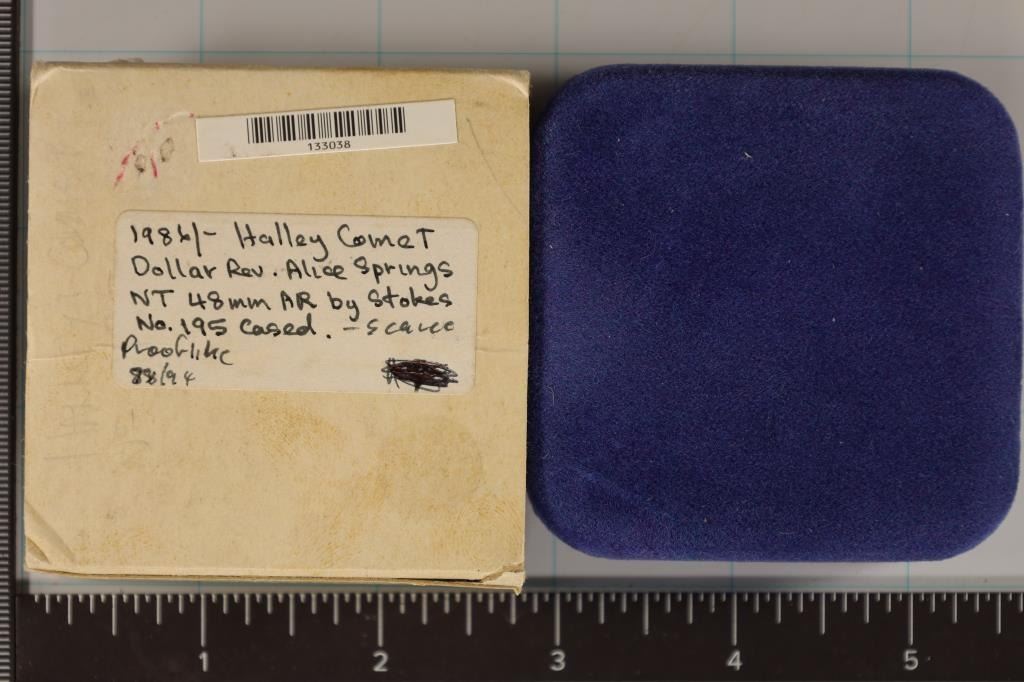 133038
1986/- Halley Comet
Dollar Rev. Alice Springs
NT 48mm AR by Stokes
No. 195 Cased. - scarce
Prooflike
88/94
1
2
3
4
5